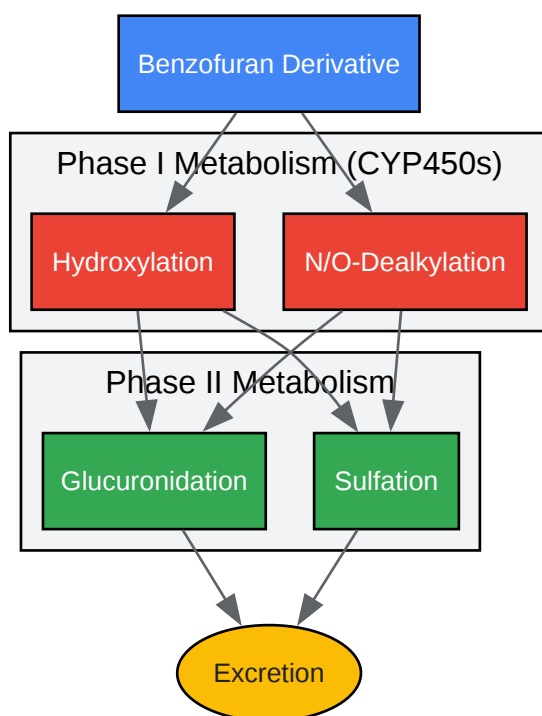 Benzofuran Derivative
Phase I Metabolism (CYP450s)
Hydroxylation
N/O-Dealkylation
Phase II Metabolism
Glucuronidation
Sulfation
Excretion